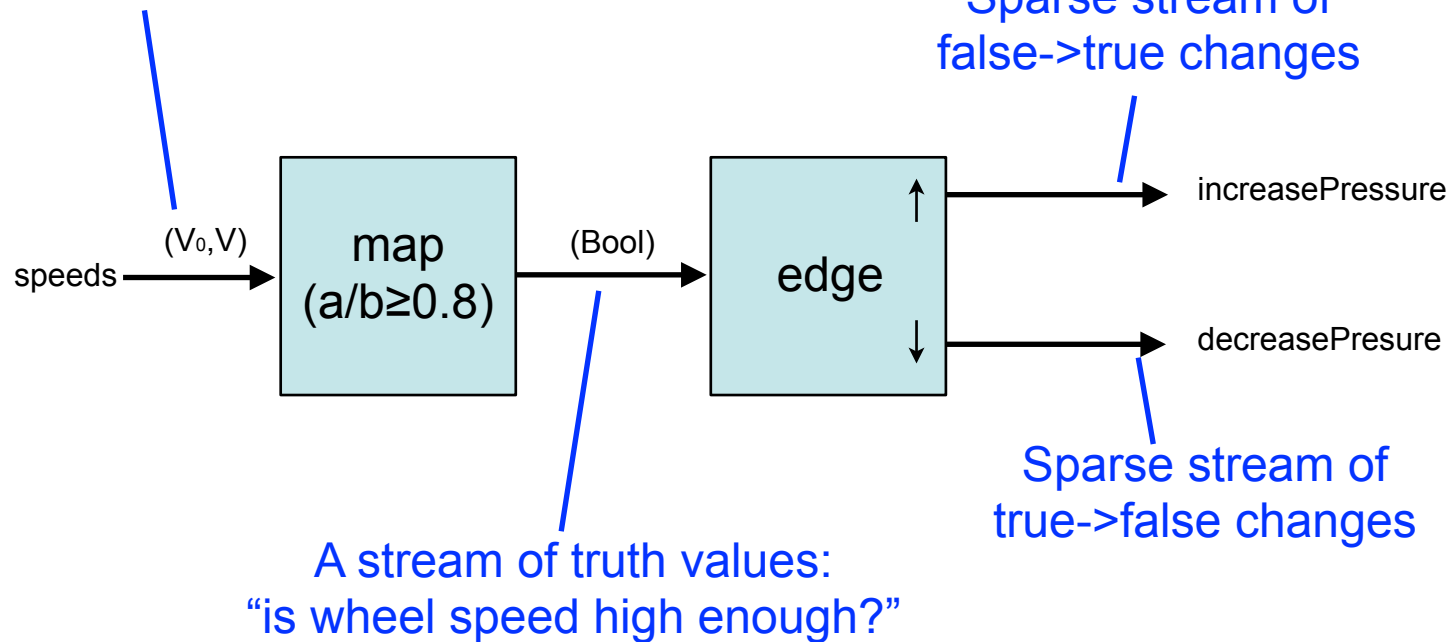 Sparse stream of
false->true changes
increasePressure
(V₀,V)
speeds
map
(a/b≥0.8)
(Bool)
edge
↑
↓
decreasePresure
Sparse stream of
true->false changes
A stream of truth values:
“is wheel speed high enough?”